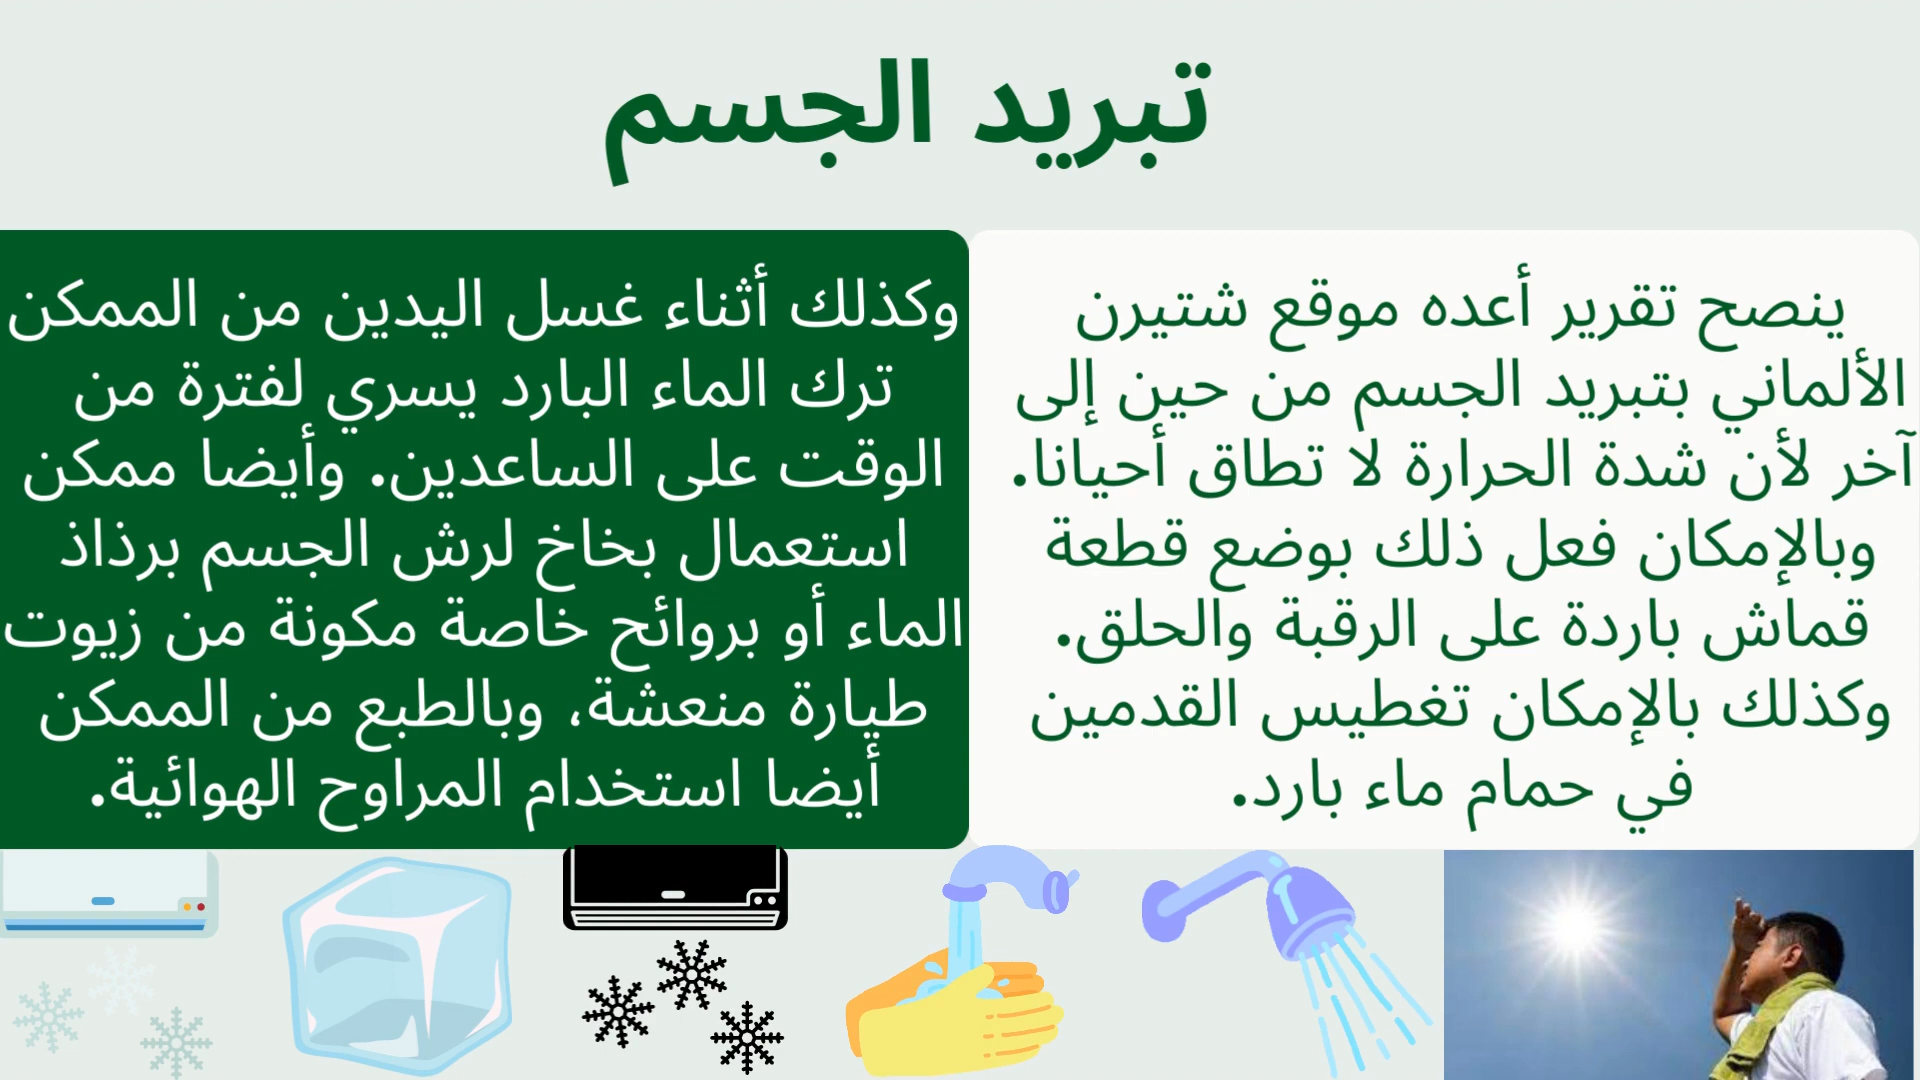 تبريد الجسم
ينصح تقرير أعده موقع شتيرن
الألماني بتبريد الجسم من حين إلى
آخر لأن شدة الحرارة لا تطاق أحيانا.
وبالإمكان فعل ذلك بوضع قطعة
قماش باردة على الرقبة والحلق.
وكذلك بالإمكان تغطيس القدمين
في حمام ماء بارد.
وكذلك أثناء غسل اليدين من الممكن
ترك الماء البارد يسري لفترة من
الوقت على الساعدين. وأيضا ممكن
استعمال بخاخ لرش الجسم برذاذ
الماء أو بروائح خاصة مكونة من زيوت
طيارة منعشة، وبالطبع من الممكن
أيضا استخدام المراوح الهوائية.